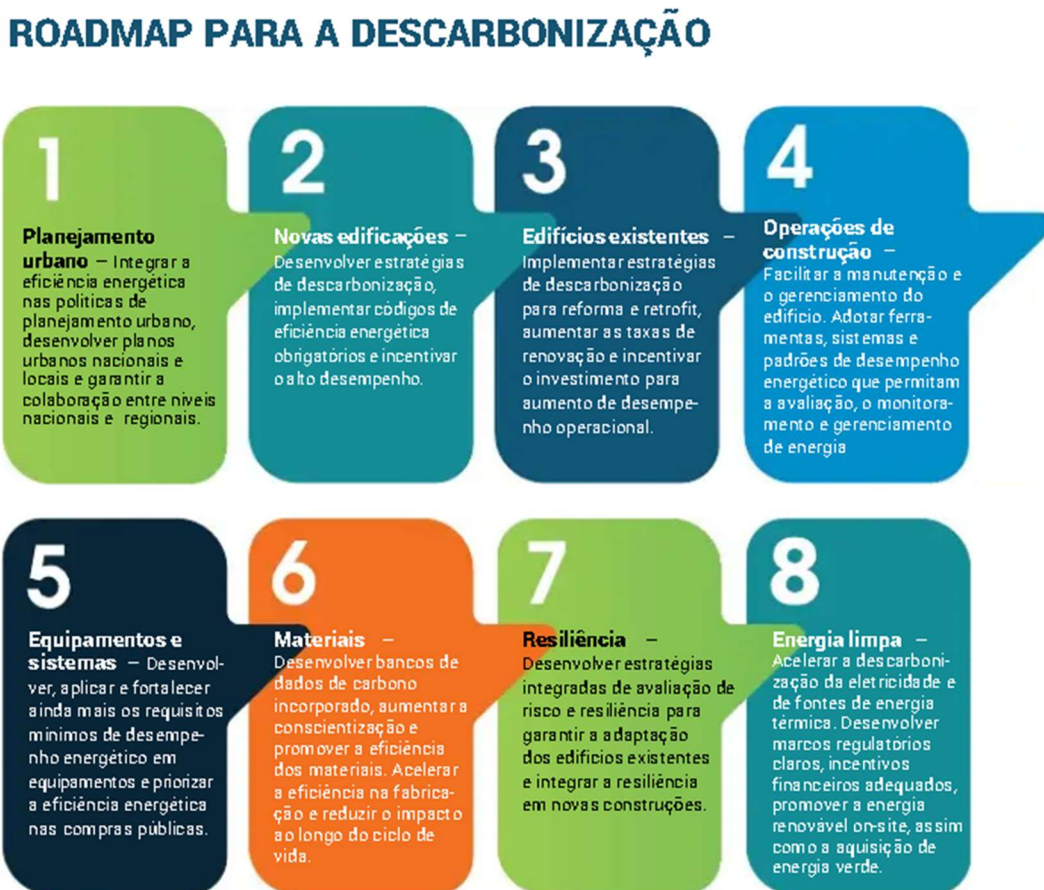 ROADMAP PARA A DESCARBONIZAÇÃO
1
Planejamento
urbano – Integrar a
eficiência energética
nas politicas de
planejamento urbano,
desenvolver planos
urbanos nacionais e
locais e garantir a
colaboração entre niveis
nacionais e regionais.
2
Novas edificações –
Desenvolver estratégias
de descarbonização,
implementar códigos de
eficiência energética
obrigatórios e incentivar
o alto desempenho.
3
Edifícios existentes –
Implementar estratégias
de descarbonização
para reforma e retrofit,
aumentar as taxas de
renovação e incentivar
o investimento para
aumento de desempe-
nho operacional.
4
Operações de
construção –
Facilitar a manutenção e
o gerenciamento do
edificio. Adotar ferra-
mentas, sistemas e
padrões de desempenho
energético que permitam
a avaliação, o monitora-
mento e gerenciamento
de energia
5
Equipamentos e
sistemas – Desenvol-
ver, aplicar e fortalecer
ainda mais os requisitos
minimos de desempe-
nho energético em
equipamentos e priorizar
a eficiência energética
nas compras públicas.
6
Materiais –
Desenvolver bancos de
dados de carbono
incorporado, aumentar a
conscientização e
promover a eficiência
dos materiais. Acelerar
a eficiência na fabrica-
ção e reduzir o impacto
ao longo do ciclo de
vida.
7
Resiliência –
Desenvolver estratégias
integradas de avaliação de
risco e resiliência para
garantir a adaptação
dos edificios existentes
e integrar a resiliência
em novas construções.
8
Energia limpa –
Acelerar a descarboni-
zação da eletricidade e
de fontes de energia
térmica. Desenvolver
marcos regulatórios
claros, incentivos
financeiros adequados,
promover a energia
renovável on-site, assim
como a aquisição de
energia verde.